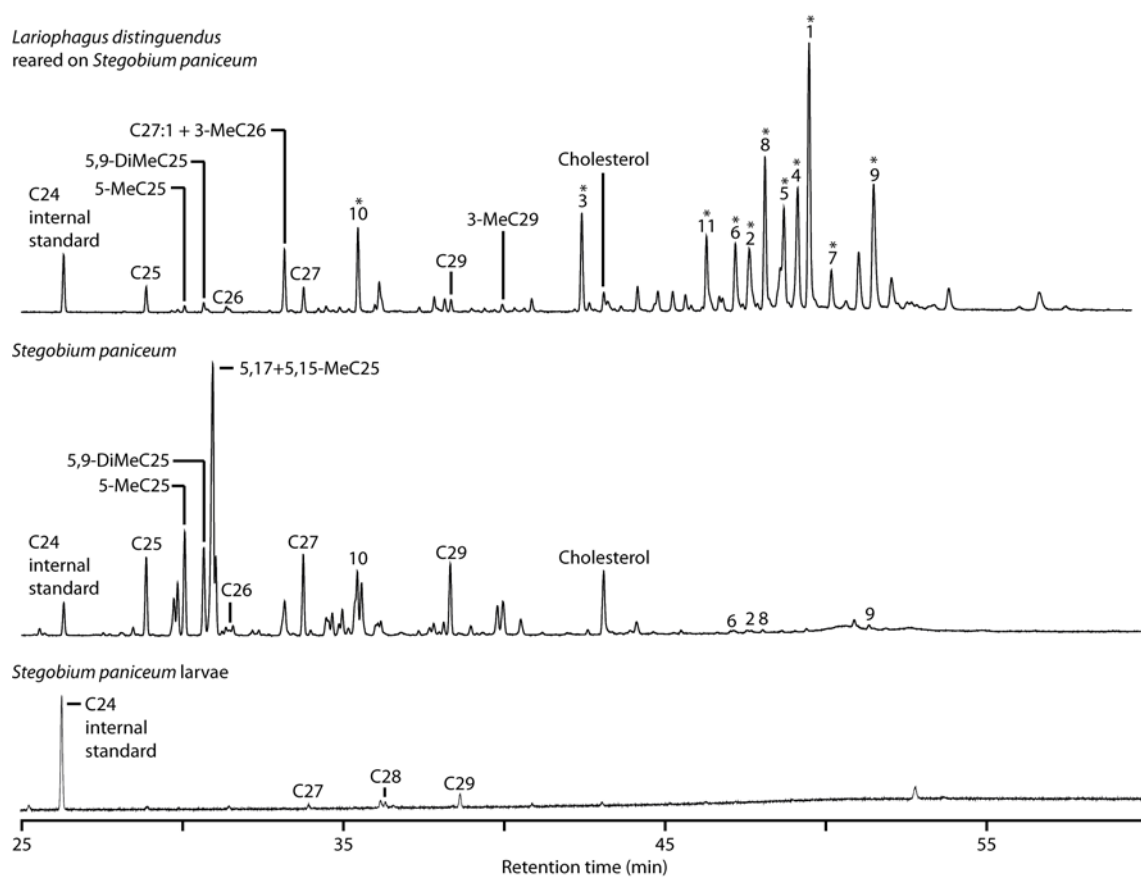 Lariophagus distinguendus
reared on Stegobium paniceum
C27:1 + 3-MeC26
5,9-DiMeC25
5-MeC25
C24
internal
standard
C25
C26
C27
*
10
C29
3-MeC29
*
3
Cholesterol
*
11
*
6
*
2
*
8
*
5
*
4
*
1
*
7
*
9
Stegobium paniceum
5,17+5,15-MeC25
5,9-DiMeC25
5-MeC25
C24
internal
standard
C25
C26
C27
10
C29
Cholesterol
6
2
8
9
Stegobium paniceum larvae
C24
internal
standard
C27
C28
C29
25
35
45
55
Retention time (min)